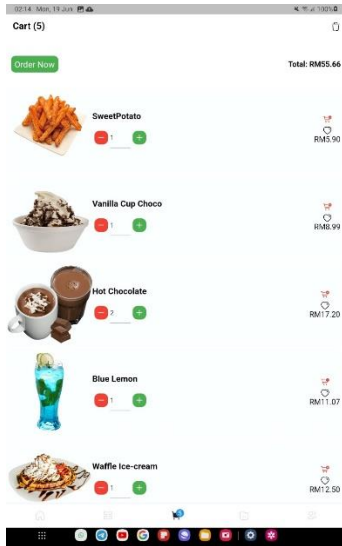 02:14 Mon, 19 Jun
100%
Cart (5)
Order Now
Total: RM55.66
SweetPotato
1
RM5.90
Vanilla Cup Choco
1
RM8.99
Hot Chocolate
2
RM17.20
Blue Lemon
1
RM11.07
Waffle Ice-cream
1
RM12.50